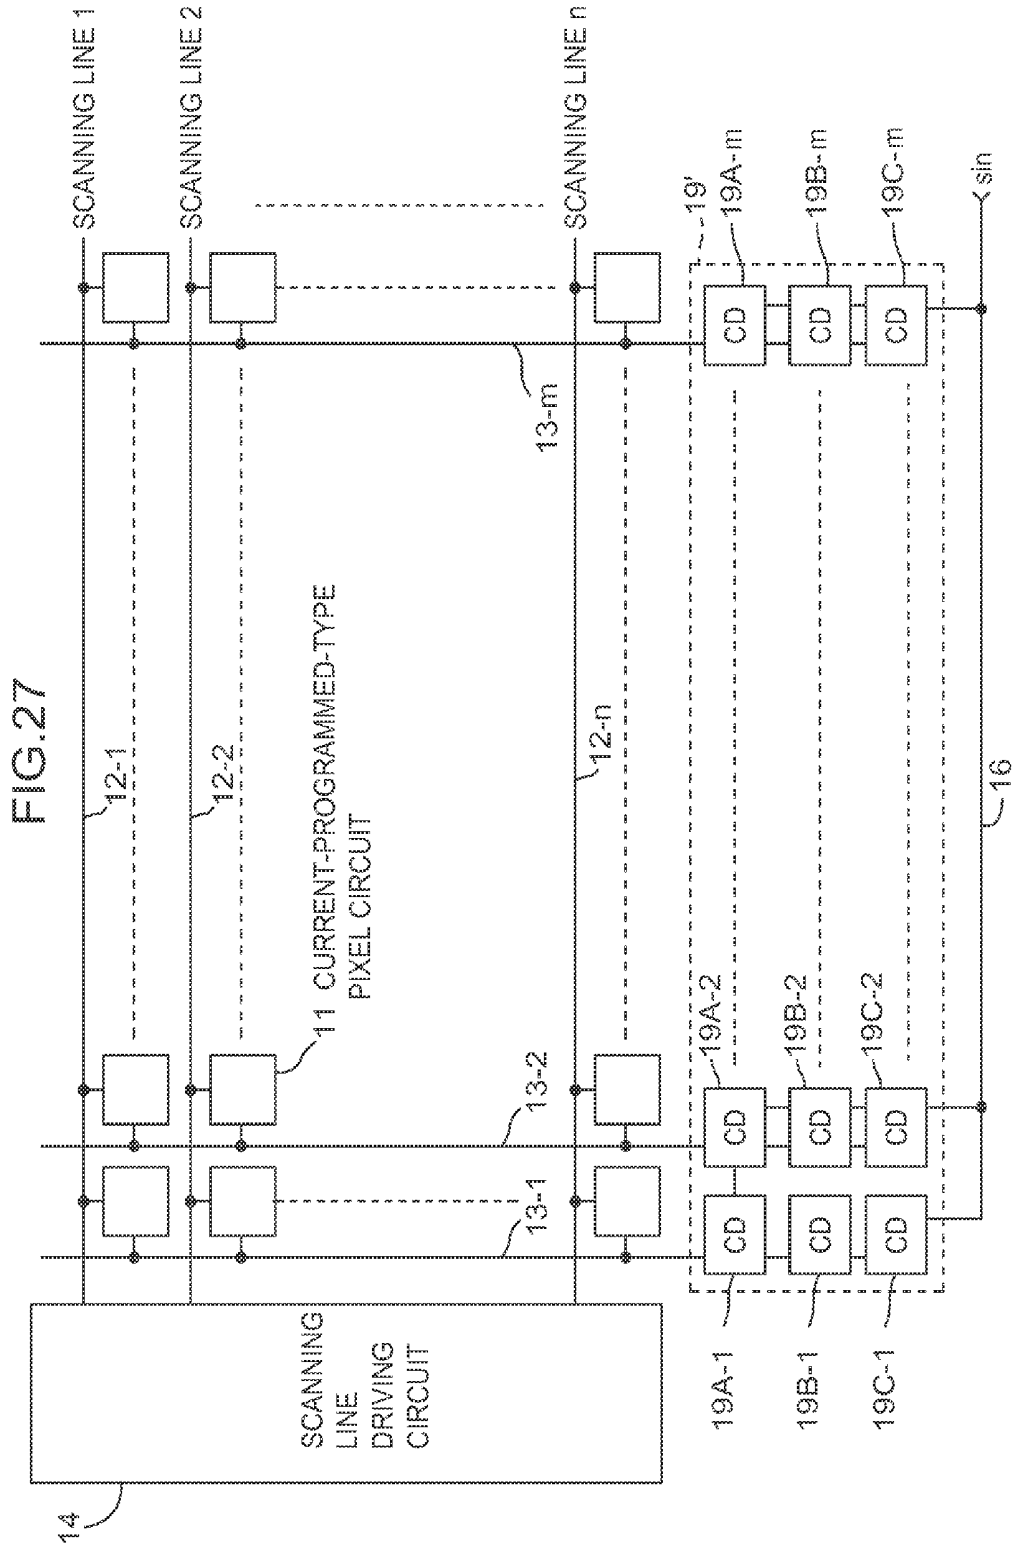 FIG.27
SCANNING LINE 1
SCANNING LINE 2
SCANNING LINE n
12-1
12-2
12-n
11 CURRENT-PROGRAMMED-TYPE
PIXEL CIRCUIT
13-1
13-2
13-m
14
SCANNING
LINE
DRIVING
CIRCUIT
19'
19A-1
19A-2
19A-m
CD
CD
CD
19B-1
19B-2
19B-m
CD
CD
CD
19C-1
19C-2
19C-m
CD
CD
CD
16
sin